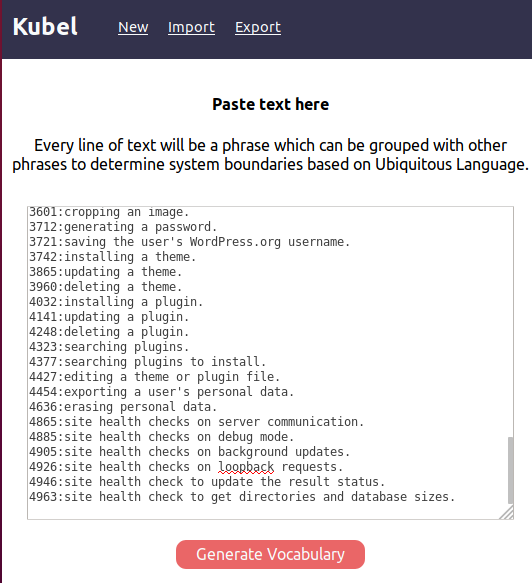 Kubel New Import Export
Paste text here
Every line of text will be a phrase which can be grouped with other
phrases to determine system boundaries based on Ubiquitous Language.
3601:cropping an image.
3712:generating a password.
3721:saving the user's WordPress.org username.
3742:installing a theme.
3865:updating a theme.
3960:deleting a theme.
4032:installing a plugin.
4141:updating a plugin.
4248:deleting a plugin.
4323:searching plugins.
4377:searching plugins to install.
4427:editing a theme or plugin file.
4454:exporting a user's personal data.
4636:erasing personal data.
4865:site health checks on server communication.
4885:site health checks on debug mode.
4905:site health checks on background updates.
4926:site health checks on loopback requests.
4946:site health check to update the result status.
4963:site health check to get directories and database sizes.
Generate Vocabulary